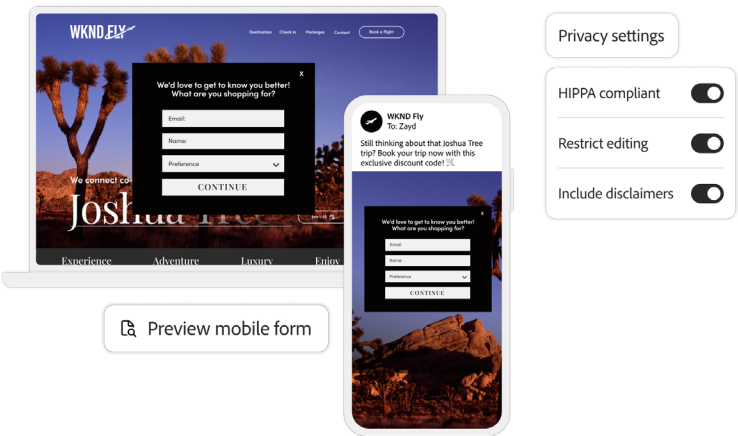 WKND FLY
Destination Check in Packages Contact Book a flight
X
We'd love to get to know you better!
What are you shopping for?
Email:
Name:
Preference
CONTINUE
We connect co
Joshua Tree
Jan 1-18
Experience Adventure Luxury Enjoy
Preview mobile form
WKND Fly
To: Zayd
Still thinking about that Joshua Tree
trip? Book your trip now with this
exclusive discount code!
X
We'd love to get to know you better!
What are you shopping for?
Email:
Name:
Preference
CONTINUE
Privacy settings
HIPPA compliant
Restrict editing
Include disclaimers